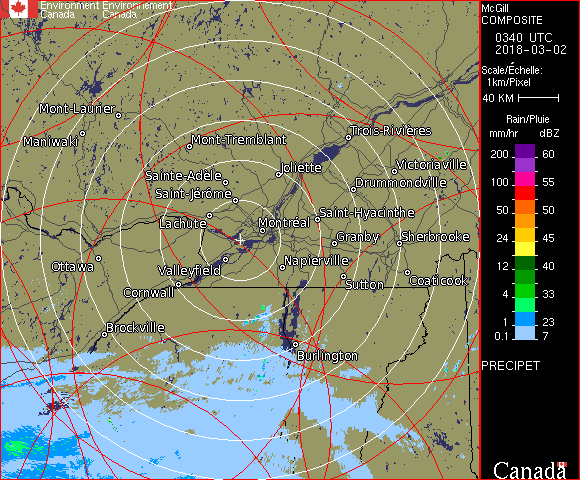 Environment Environnement
Canada Canada
McGill
COMPOSITE
0340 UTC
2018-03-02
Scale/Échelle:
1km/Pixel
40 KM
Rain/Pluie
mm/hr dBZ
200 60
155
100 55
50 50
24 45
12 40
4 33
1 23
0.1 7
PRECIPET
Mont-Laurier
Maniwaki
Mont-Tremblant
Trois-Rivières
Sainte-Adèle
Joliette
Victoriaville
Saint-Jérôme
Drummondville
Lachute
Montréal
Saint-Hyacinthe
Granby
Sherbrooke
Ottawa
Valleyfield
Napierville
Cornwall
Sutton
Coaticook
Brockville
Burlington
Canada